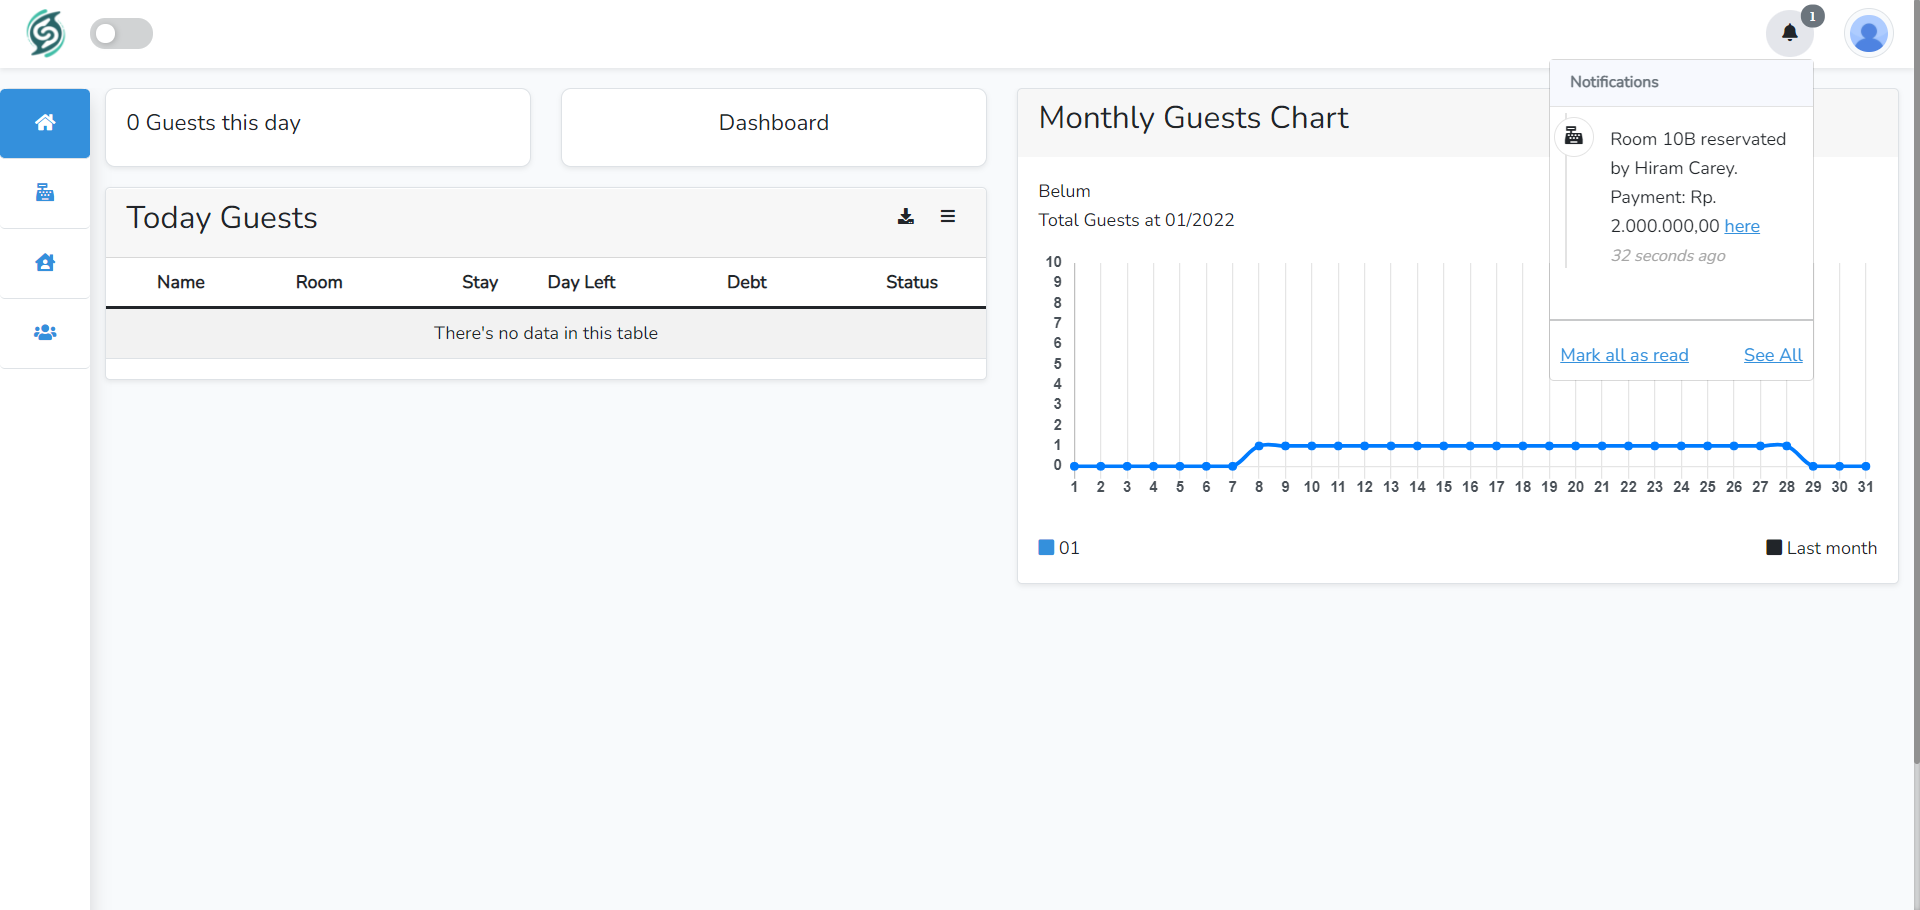 1
Notifications
0 Guests this day
Dashboard
Monthly Guests Chart
Room 10B reservated
by Hiram Carey.
Payment: Rp.
2.000.000,00 here
32 seconds ago
Mark all as read
See All
Today Guests
Name Room Stay Day Left Debt Status
There's no data in this table
Belum
Total Guests at 01/2022
10
9
8
7
6
5
4
3
2
1
0
1 2 3 4 5 6 7 8 9 10 11 12 13 14 15 16 17 18 19 20 21 22 23 24 25 26 27 28 29 30 31
01
Last month